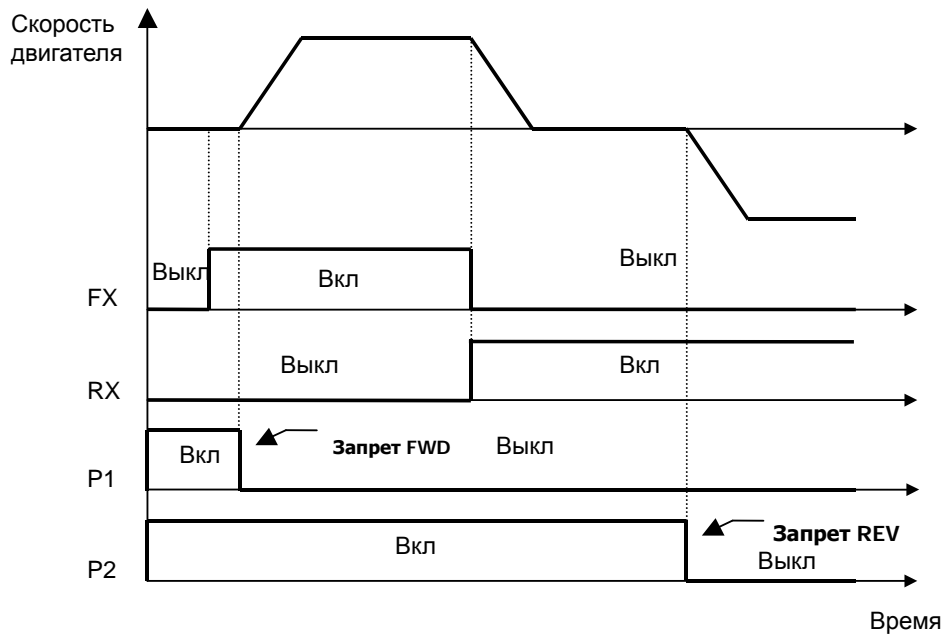 Скорость
двигателя
Выкл
Вкл
Выкл
FX
Выкл
Вкл
RX
Вкл
Запрет FWD
Выкл
P1
Вкл
Запрет REV
Выкл
P2
Время